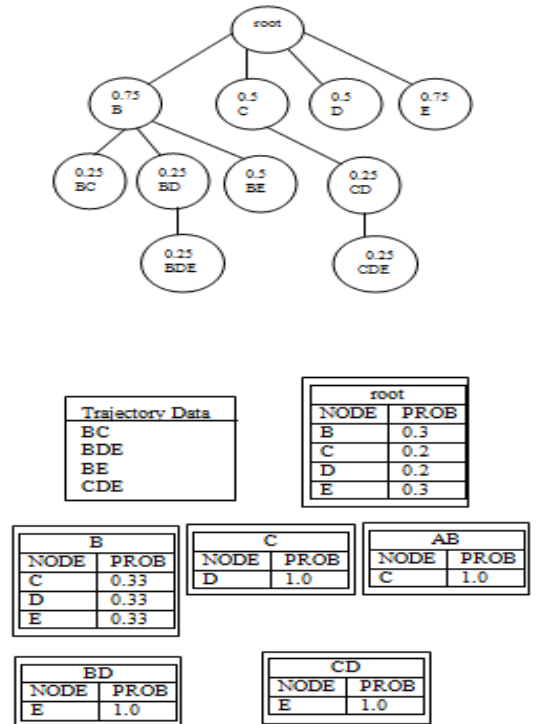 root
0.75 0.5 0.5 0.75
B C D E
0.25 0.25 0.5 0.25
BC BD BE CD
0.25 0.25
BDE CDE
Trajectory Data
BC
BDE
BE
CDE
root
NODE PROB
B 0.3
C 0.2
D 0.2
E 0.3
B
NODE PROB
C 0.33
D 0.33
E 0.33
C
NODE PROB
D 1.0
AB
NODE PROB
C 1.0
BD
NODE PROB
E 1.0
CD
NODE PROB
E 1.0